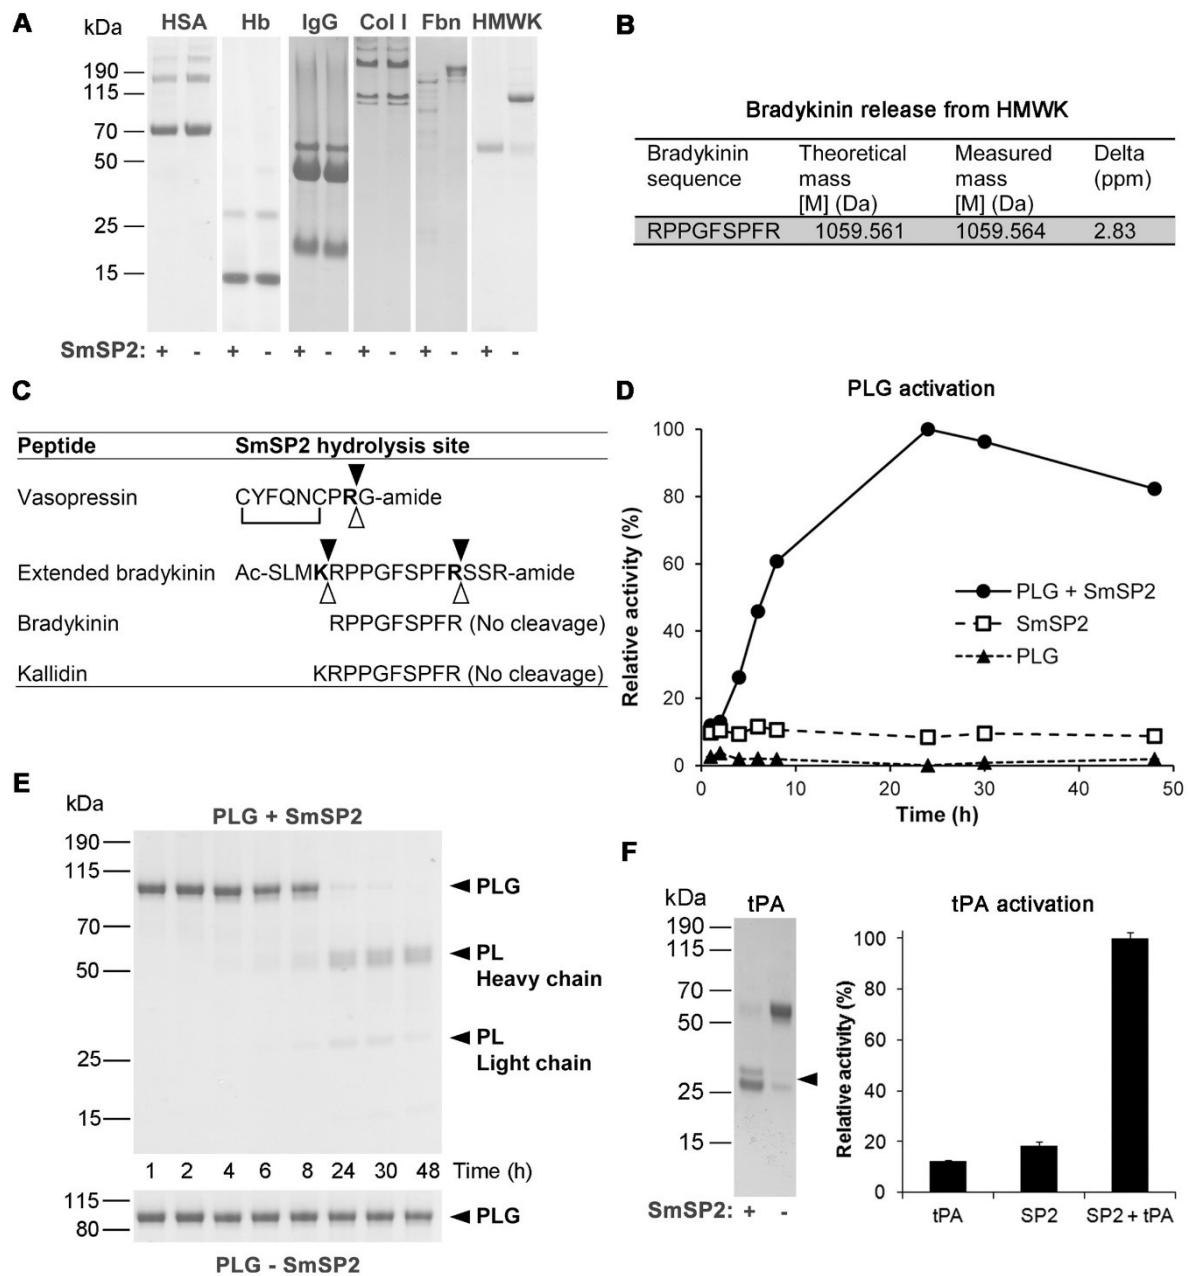 A
kDa
HSA Hb IgG Col I Fbn HMWK
190
115
70
50
25
15
SmSP2: + - + - + - + - + - + -
B
Bradykinin release from HMWK
Bradykinin sequence Theoretical mass [M] (Da) Measured mass [M] (Da) Delta (ppm)
RPPGFSPFR 1059.561 1059.564 2.83
C
Peptide SmSP2 hydrolysis site
Vasopressin CYFQNCPRG-amide
Extended bradykinin Ac-SLMKRPPGFSPFRSSR-amide
Bradykinin RPPGFSPFR (No cleavage)
Kallidin KRPPGFSPFR (No cleavage)
D
PLG activation
Relative activity (%)
100
80
60
40
20
0
PLG + SmSP2
SmSP2
PLG
0 10 20 30 40 50
Time (h)
E
kDa
PLG + SmSP2
190
115
70
50
25
15
PLG
PL
Heavy chain
PL
Light chain
1 2 4 6 8 24 30 48 Time (h)
115
80
PLG
PLG - SmSP2
F
kDa
tPA
190
115
70
50
25
15
SmSP2: + -
tPA activation
Relative activity (%)
100
80
60
40
20
0
tPA SP2 SP2 + tPA